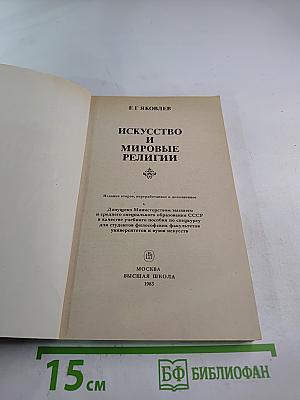 Е. Г. ЯКОВЛЕВ
ИСКУССТВО
И
МИРОВЫЕ
РЕЛИГИИ
Издание второе, переработанное и дополненное
Допущено Министерством высшего
и среднего специального образования СССР
в качестве учебного пособия по спецкурсу
для студентов философских факультетов
университетов и вузов искусств
МОСКВА
ВЫСШАЯ ШКОЛА
1985
15 см
БФ БИБЛИОФАН